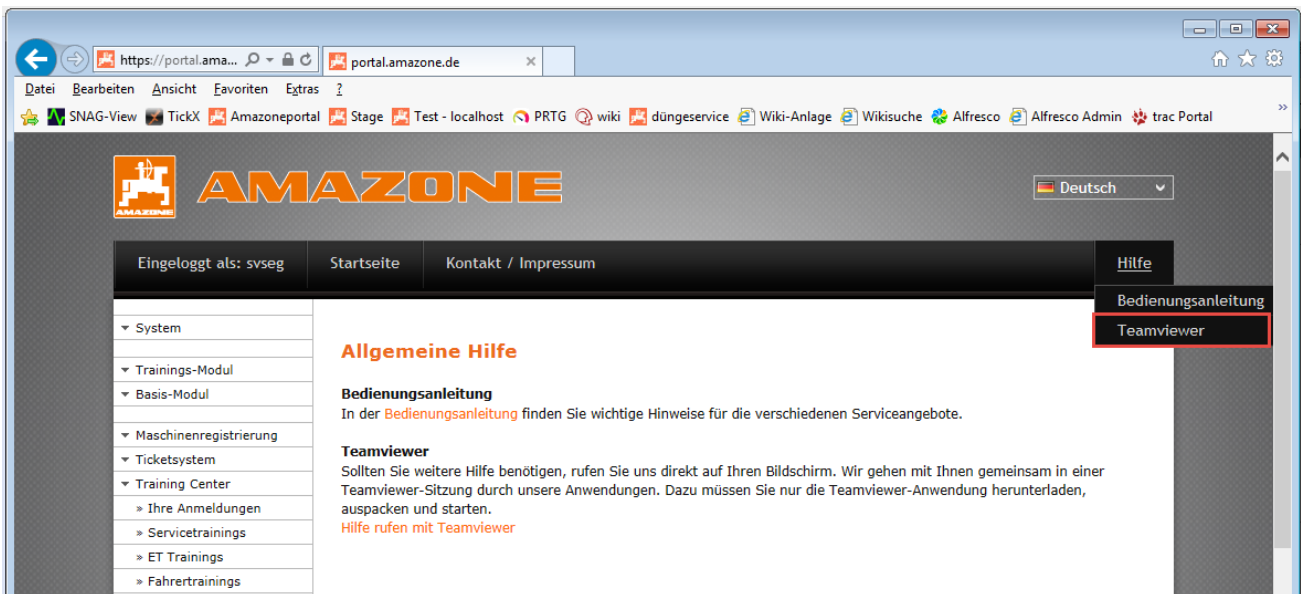 https://portal.ama...
portal.amazone.de
Datei Bearbeiten Ansicht Favoriten Extras ?
SNAG-View TickX Amazoneportal Stage Test - localhost PRTG wiki düngeservice Wiki-Anlage Wikisuche Alfresco Alfresco Admin trac Portal
AMAZONE
AMAZONE
Deutsch
Eingeloggt als: svseg Startseite Kontakt / Impressum Hilfe
Bedienungsanleitung
Teamviewer
System
Trainings-Modul
Basis-Modul
Maschinenregistrierung
Ticketsystem
Training Center
» Ihre Anmeldungen
» Servicetrainings
» ET Trainings
» Fahrertrainings
Allgemeine Hilfe
Bedienungsanleitung
In der Bedienungsanleitung finden Sie wichtige Hinweise für die verschiedenen Serviceangebote.
Teamviewer
Sollten Sie weitere Hilfe benötigen, rufen Sie uns direkt auf Ihren Bildschirm. Wir gehen mit Ihnen gemeinsam in einer
Teamviewer-Sitzung durch unsere Anwendungen. Dazu müssen Sie nur die Teamviewer-Anwendung herunterladen,
auspacken und starten.
Hilfe rufen mit Teamviewer